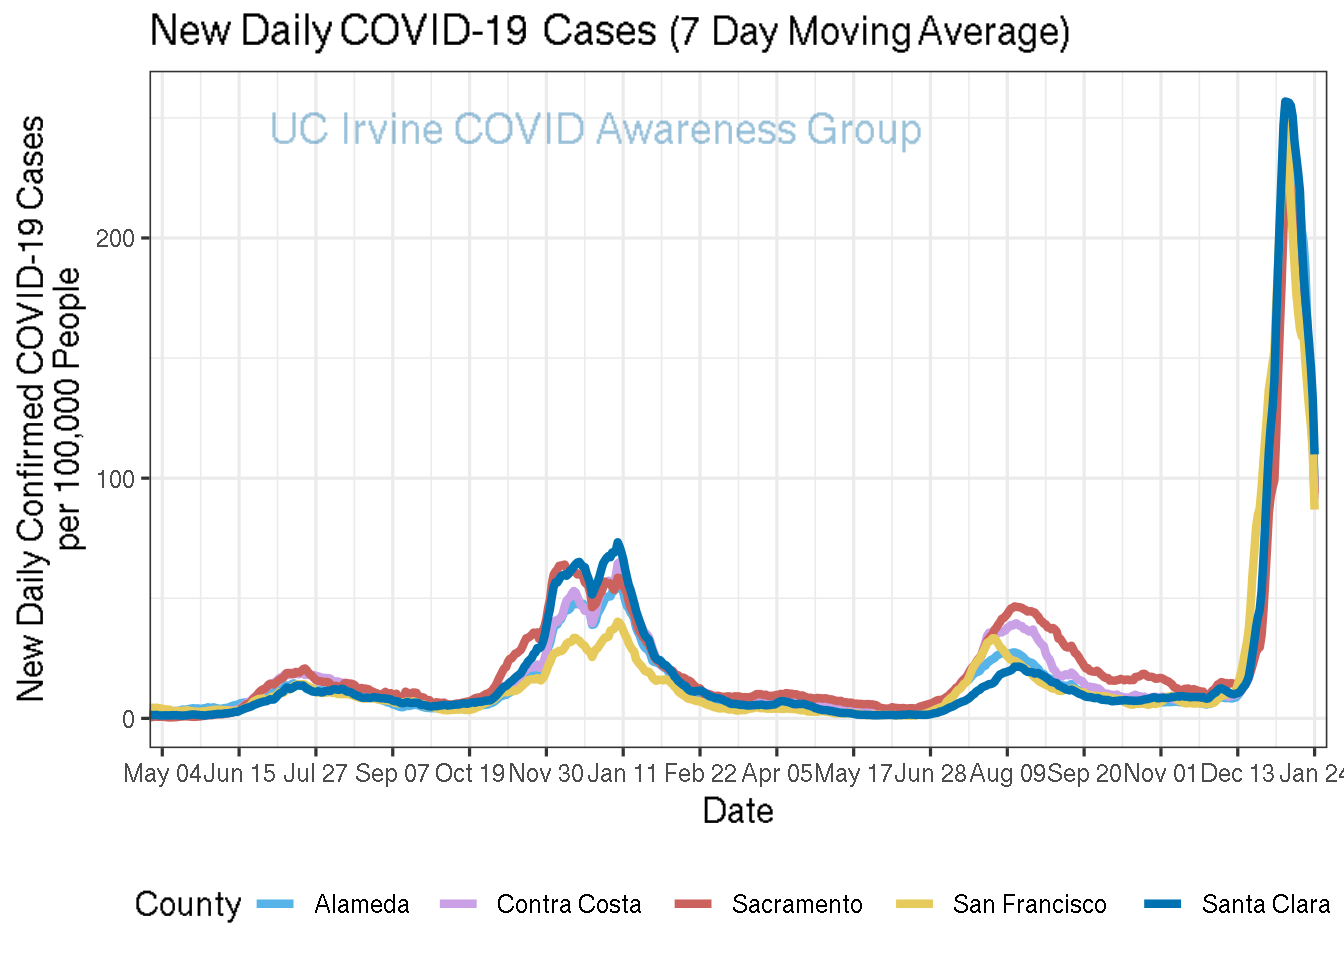 New Daily COVID-19 Cases (7 Day Moving Average)
UC Irvine COVID Awareness Group
New Daily Confirmed COVID-19 Cases
per 100,000 People
200
100
0
May 04 Jun 15 Jul 27 Sep 07 Oct 19 Nov 30 Jan 11 Feb 22 Apr 05 May 17 Jun 28 Aug 09 Sep 20 Nov 01 Dec 13 Jan 24
Date
County Alameda Contra Costa Sacramento San Francisco Santa Clara